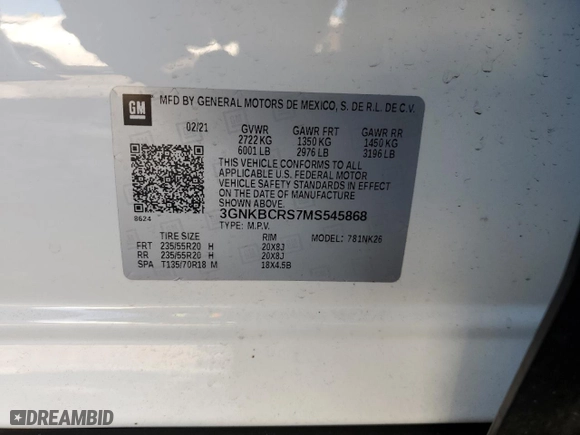 GM
MFD BY GENERAL MOTORS DE MEXICO, S. DE R.L. DE C.V.
02/21 GVWR GAWR FRT GAWR RR
2722 KG 1350 KG 1450 KG
6001 LB 2976 LB 3196 LB
THIS VEHICLE CONFORMS TO ALL
APPLICABLE U.S. FEDERAL MOTOR
VEHICLE SAFETY STANDARDS IN EFFECT
ON THE DATE OF MANUFACTURE
SHOWN ABOVE.
8624 3GNKBCRS7MS545868
TYPE: M.P.V.
TIRE SIZE RIM MODEL: 781NK26
FRT 235/55R20 H 20X8J
RR 235/55R20 H 20X8J
SPA T135/70R18 M 18X4.5B
DREAMBID